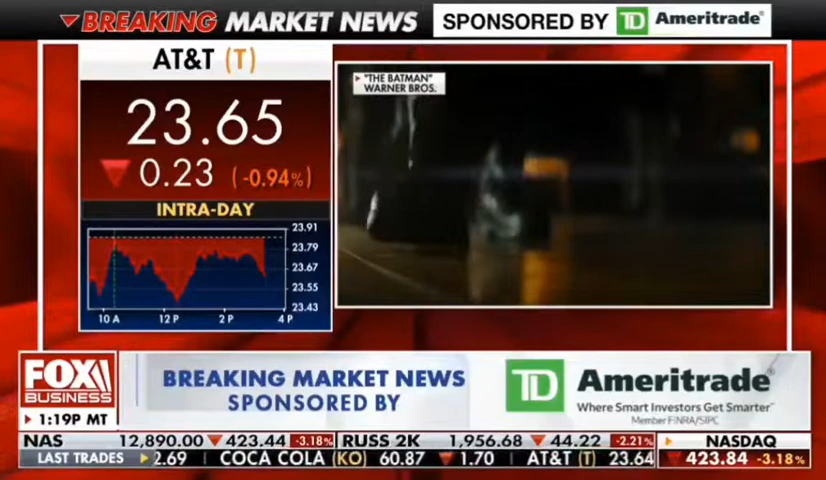 BREAKING MARKET NEWS
SPONSORED BY TD Ameritrade
AT&T (T)
23.65
0.23 (-0.94%)
INTRA-DAY
23.91
23.79
23.67
23.55
23.43
10 A 12 P 2 P 4 P
"THE BATMAN"
WARNER BROS.
FOX
BUSINESS
1:19P MT
BREAKING MARKET NEWS
SPONSORED BY
TD Ameritrade
Where Smart Investors Get Smarter
Member FINRA/SIPC
NAS 12,890.00 423.44 -3.18% RUSS 2K 1,956.68 44.22 -2.21%
NASDAQ
423.84 -3.18%
LAST TRADES 2.69 COCA COLA (KO) 60.87 1.70 AT&T (T) 23.64